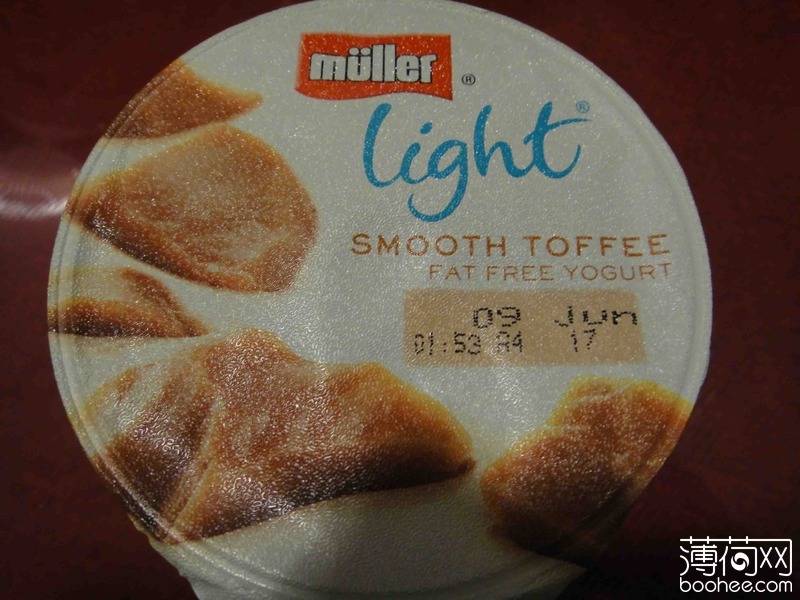 müller ®
light ®
SMOOTH TOFFEE
FAT FREE YOGURT
09 Jun
01:53 A4 17
薄荷网
boohee.com